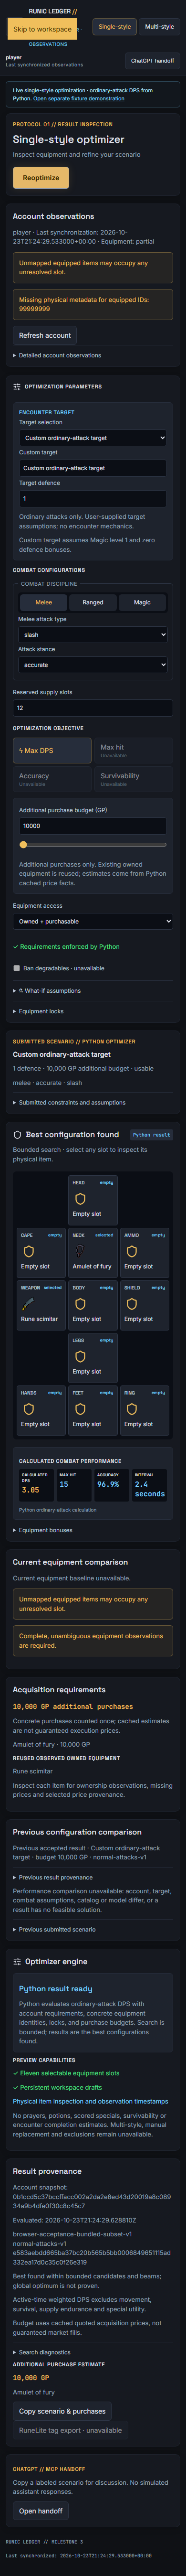 RUNIC LEDGER //
Skip to workspace
OBSERVATIONS
Single-style
Multi-style
player
Last synchronized observations
ChatGPT handoff
Live single-style optimization · ordinary-attack DPS from
Python. Open separate fixture demonstration
PROTOCOL 01 // RESULT INSPECTION
Single-style optimizer
Inspect equipment and refine your scenario
Reoptimize
Account observations
player · Last synchronization: 2026-10-
23T21:24:29.533000+00:00 · Equipment: partial
Unmapped equipped items may occupy any
unresolved slot.
Missing physical metadata for equipped IDs:
99999999
Refresh account
▸ Detailed account observations
OPTIMIZATION PARAMETERS
ENCOUNTER TARGET
Target selection
Custom ordinary-attack target
Custom target
Custom ordinary-attack target
Target defence
1
Ordinary attacks only. User-supplied target
assumptions; no encounter mechanics.
Custom target assumes Magic level 1 and zero
defence bonuses.
COMBAT CONFIGURATIONS
COMBAT DISCIPLINE
Melee
Ranged
Magic
Melee attack type
slash
Attack stance
accurate
Reserved supply slots
12
OPTIMIZATION OBJECTIVE
ϟ Max DPS
Max hit
Unavailable
Accuracy
Unavailable
Survivability
Unavailable
Additional purchase budget (GP)
10000
Additional purchases only. Existing owned
equipment is reused; estimates come from Python
cached price facts.
Equipment access
Owned + purchasable
✓ Requirements enforced by Python
Ban degradables · unavailable
▸ What-if assumptions
▸ Equipment locks
SUBMITTED SCENARIO // PYTHON OPTIMIZER
Custom ordinary-attack target
1 defence · 10,000 GP additional budget · usable
melee · accurate · slash
▸ Submitted constraints and assumptions
Best configuration found
Python result
Bounded search · select any slot to inspect its
physical item.
HEAD empty
Empty slot
CAPE empty
Empty slot
NECK selected
Amulet of fury
AMMO empty
Empty slot
WEAPON selected
Rune scimitar
BODY empty
Empty slot
SHIELD empty
Empty slot
LEGS empty
Empty slot
HANDS empty
Empty slot
FEET empty
Empty slot
RING empty
Empty slot
CALCULATED COMBAT PERFORMANCE
CALCULATED DPS
3.05
MAX HIT
15
ACCURACY
96.9%
INTERVAL
2.4 seconds
Python ordinary-attack calculation
▸ Equipment bonuses
Current equipment comparison
Current equipment baseline unavailable.
Unmapped equipped items may occupy any
unresolved slot.
Complete, unambiguous equipment observations
are required.
Acquisition requirements
10,000 GP additional purchases
Concrete purchases counted once; cached estimates
are not guaranteed execution prices.
Amulet of fury · 10,000 GP
REUSED OBSERVED OWNED EQUIPMENT
Rune scimitar
Inspect each item for ownership observations, missing
prices and selected price provenance.
Previous configuration comparison
Previous accepted result · Custom ordinary-attack
target · budget 10,000 GP · normal-attacks-v1
▸ Previous result provenance
Performance comparison unavailable: account, target,
combat assumptions, catalog or model differ, or a
result has no feasible solution.
▸ Previous submitted scenario
Optimizer engine
Python result ready
Python evaluates ordinary-attack DPS with
account requirements, concrete equipment
identities, locks, and purchase budgets. Search is
bounded; results are the best configurations
found.
PREVIEW CAPABILITIES
✓ Eleven selectable equipment slots
✓ Persistent workspace drafts
Physical item inspection and observation timestamps
No prayers, potions, scored specials, survivability or
encounter completion estimates. Multi-style, manual
replacement and exclusions remain unavailable.
Result provenance
Account snapshot:
Evaluated: 2026-10-23T21:24:29.628810Z
browser-acceptance-bundled-subset-v1
normal-attacks-v1
Best found within bounded candidates and beams;
global optimum is not proven.
Active-time weighted DPS excludes movement,
survival, supply endurance and special utility.
Budget uses cached quoted acquisition prices, not
guaranteed market fills.
▸ Search diagnostics
ADDITIONAL PURCHASE ESTIMATE
10,000 GP
Amulet of fury
Copy scenario & purchases
RuneLite tag export · unavailable
CHATGPT // MCP HANDOFF
Copy a labeled scenario for discussion. No simulated
assistant responses.
Open handoff
RUNIC LEDGER // MILESTONE 3
Last synchronized: 2026-10-23T21:24:29.533000+00:00